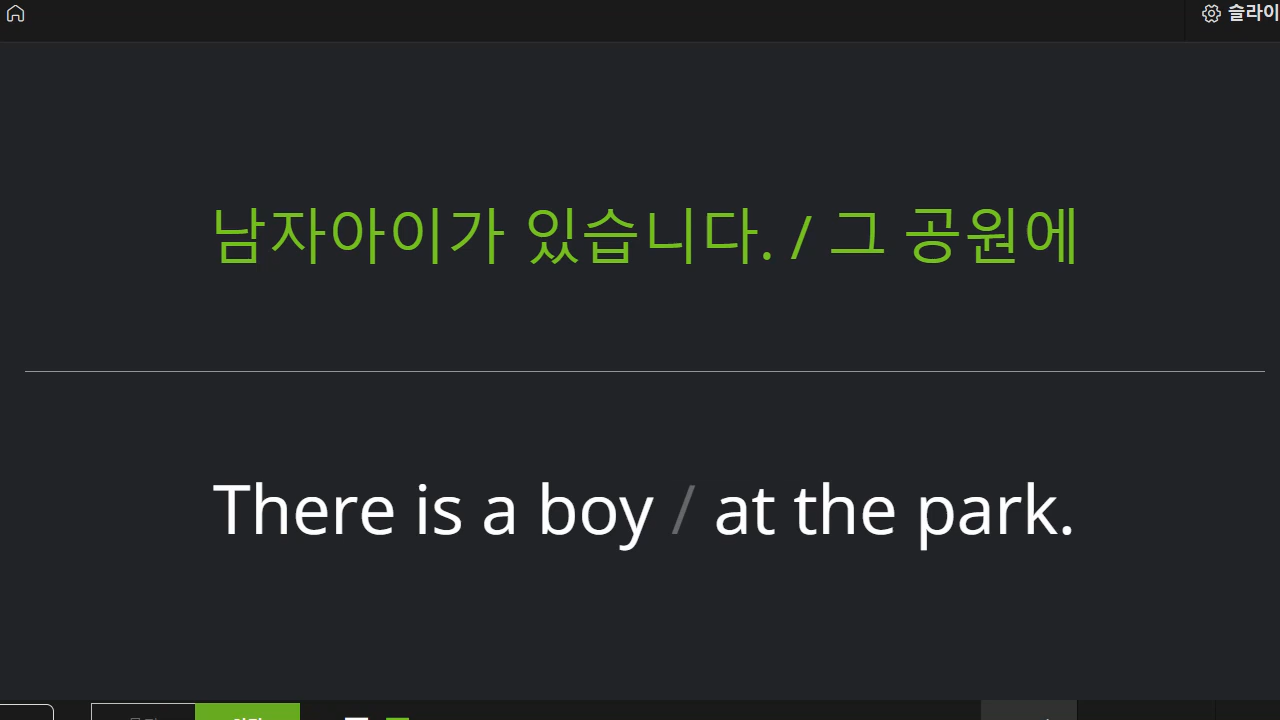 슬라이
남자아이가 있습니다. / 그 공원에
There is a boy / at the park.